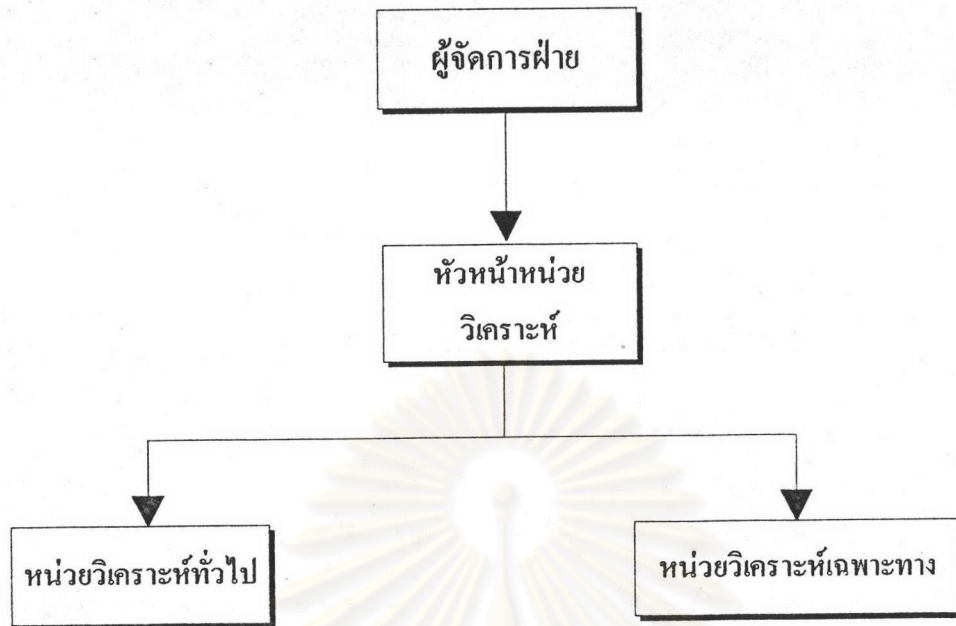 ผู้จัดการฝ่าย
หัวหน้าหน่วย
วิเคราะห์
หน่วยวิเคราะห์ทั่วไป
หน่วยวิเคราะห์เฉพาะทาง